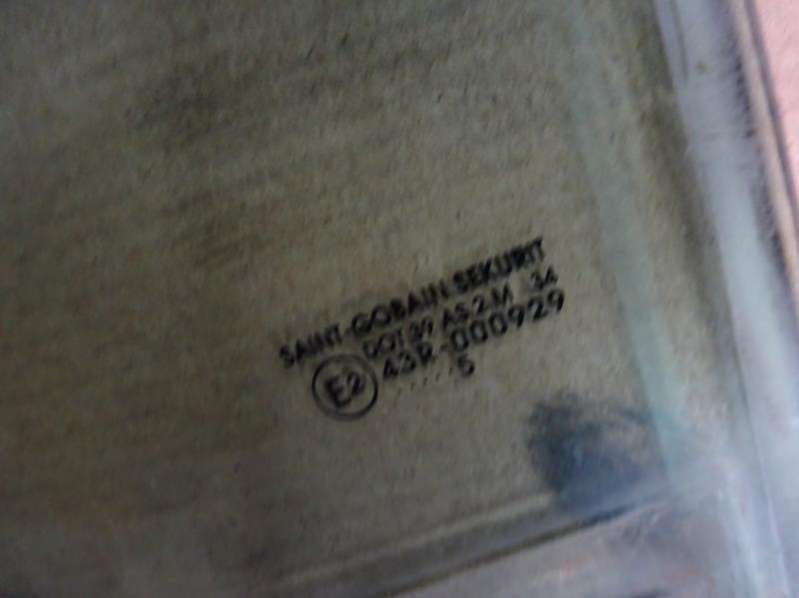 SAINT-GOBAIN SEKURIT
DOT 39 AS 2 M 34
E2 43R-000929
..... 5